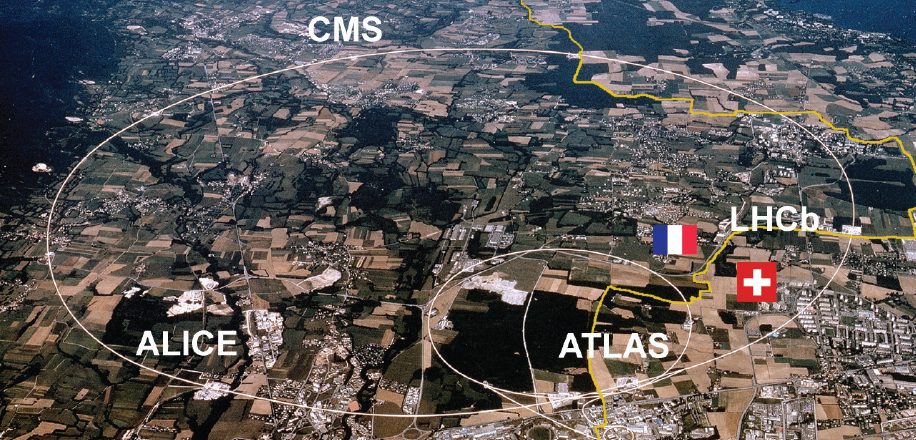 CMS
LHCb
ALICE
ATLAS